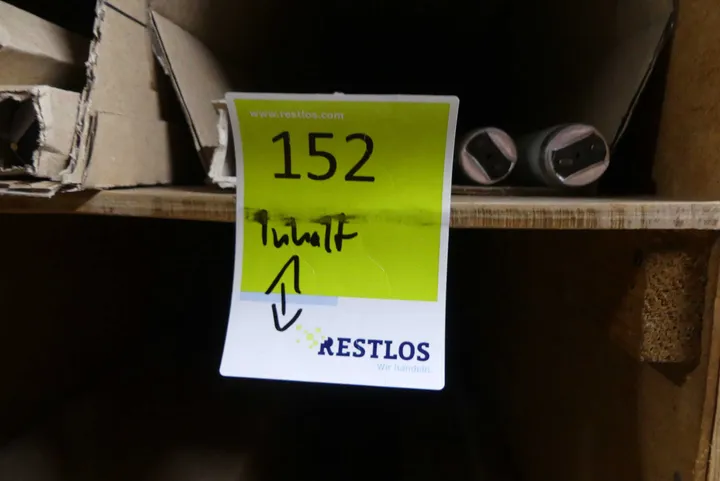 www.restlos.com
152
Inhalt
RESTLOS
Wir handeln.